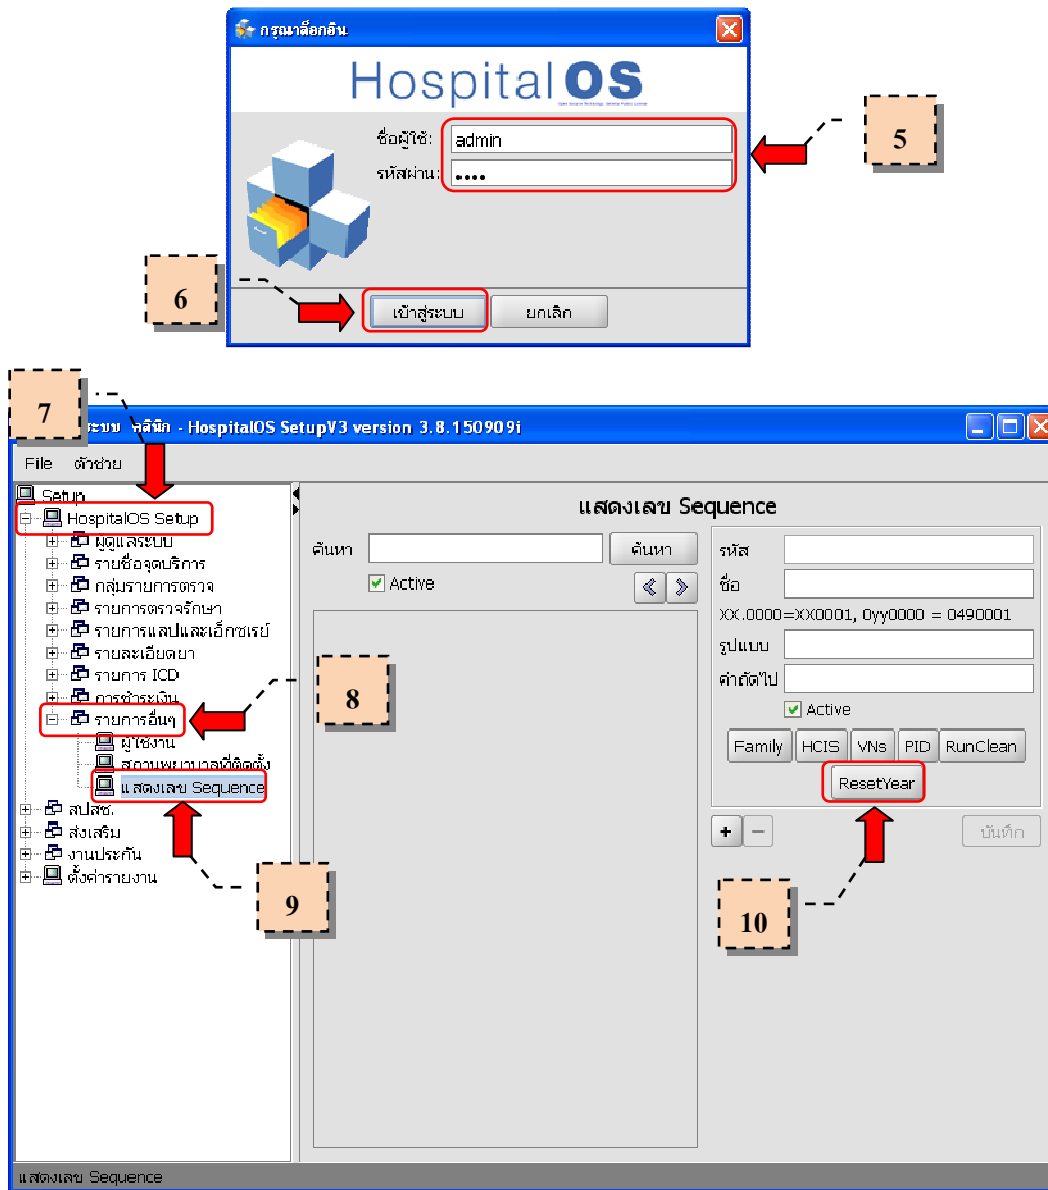 กรุณาล็อกอิน
HospitalOS
ชื่อผู้ใช้: admin
รหัสผ่าน: ••••
5
6
เข้าสู่ระบบ ยกเลิก
7
ระบบ คลินิก - HospitalOS SetupV3 version 3.8.150909i
File ตัวช่วย
Setup
HospitalOS Setup
ผู้ดูแลระบบ
รายชื่อจุดบริการ
กลุ่มรายการตรวจ
รายการตรวจรักษา
รายการแลปและเอ็กซเรย์
รายละเอียดยา
รายการ ICD
การชำระเงิน
รายการอื่นๆ
ผู้ใช้งาน
สถานพยาบาลที่ติดตั้ง
แสดงเลข Sequence
สปสช.
ส่งเสริม
งานประกัน
ตั้งค่ารายงาน
8
9
แสดงเลข Sequence
ค้นหา ค้นหา
Active
รหัส
ชื่อ
XX.0000=XX0001, 0yy0000 = 0490001
รูปแบบ
ค่าถัดไป
Active
Family HCIS VNs PID RunClean
ResetYear
+ - บันทึก
10
แสดงเลข Sequence